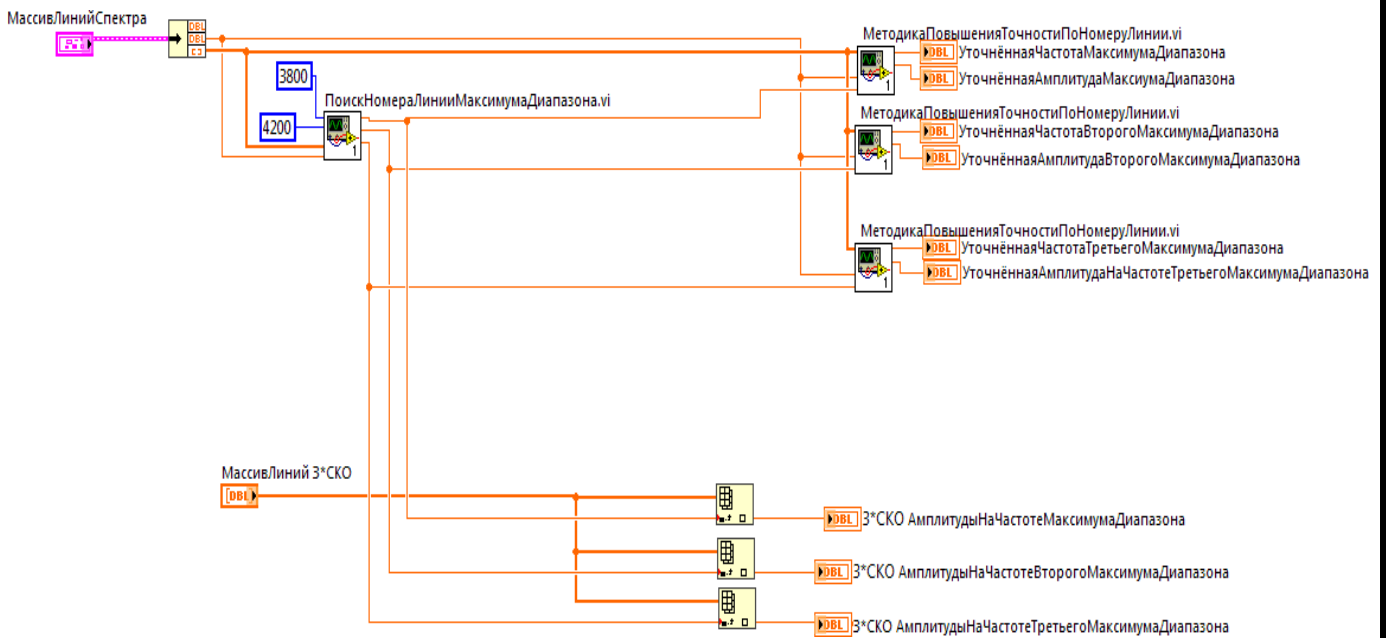 МассивЛинийСпектра
DBL
DBL
[ ]
3800
4200
ПоискНомераЛинииМаксимумаДиапазона.vi
1
МетодикаПовышенияТочностиПоНомеруЛинии.vi
1
DBL УточнённаяЧастотаМаксимумаДиапазона
DBL УточнённаяАмплитудаМаксиумаДиапазона
МетодикаПовышенияТочностиПоНомеруЛинии.vi
1
DBL УточнённаяЧастотаВторогоМаксимумаДиапазона
DBL УточнённаяАмплитудаВторогоМаксимумаДиапазона
МетодикаПовышенияТочностиПоНомеруЛинии.vi
1
DBL УточнённаяЧастотаТретьегоМаксимумаДиапазона
DBL УточнённаяАмплитудаНаЧастотеТретьегоМаксимумаДиапазона
МассивЛиний 3*СКО
[DBL]
DBL 3*СКО АмплитудыНаЧастотеМаксимумаДиапазона
DBL 3*СКО АмплитудыНаЧастотеВторогоМаксимумаДиапазона
DBL 3*СКО АмплитудыНаЧастотеТретьегоМаксимумаДиапазона